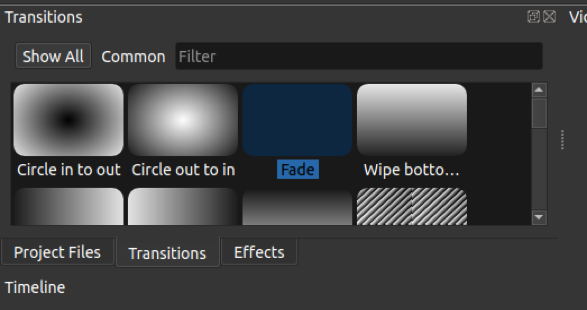 Transitions
Vid
Show All Common Filter
Circle in to out Circle out to in Fade Wipe botto...
Project Files Transitions Effects
Timeline